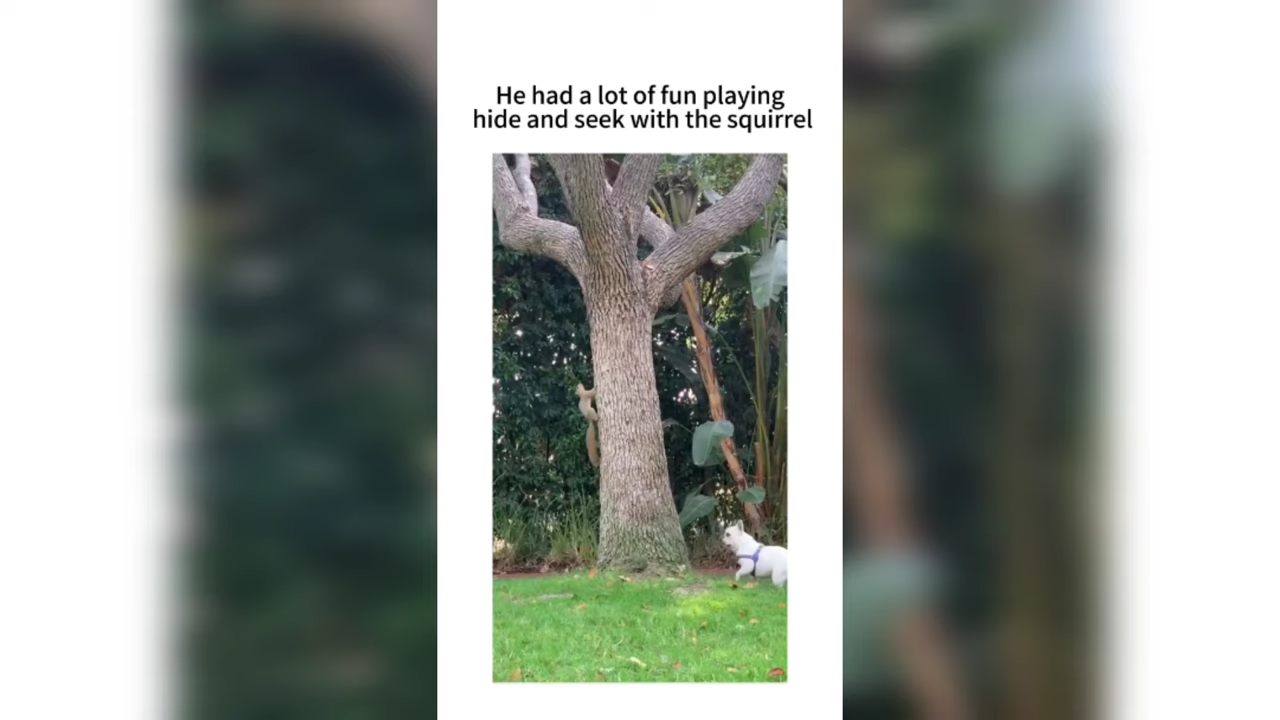 He had a lot of fun playing
hide and seek with the squirrel